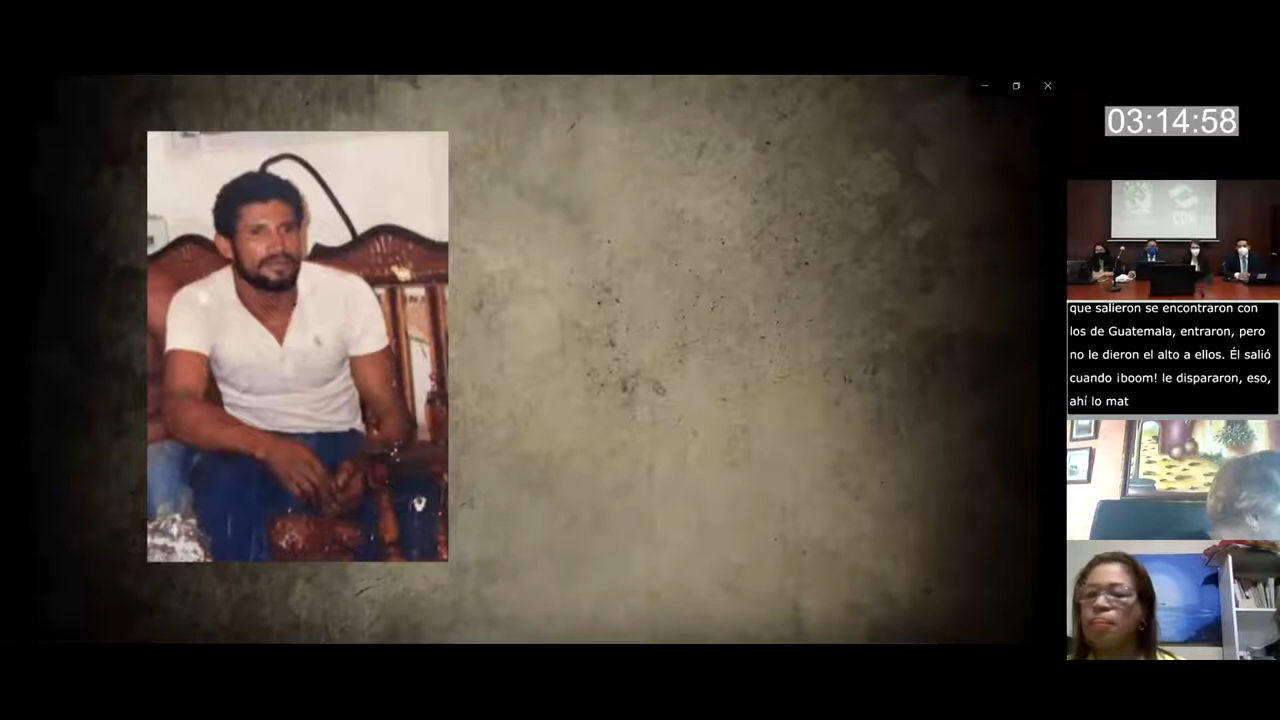 03:14:58
CDH
que salieron se encontraron con
los de Guatemala, entraron, pero
no le dieron el alto a ellos. Él salió
cuando ¡boom! le dispararon, eso,
ahí lo mat